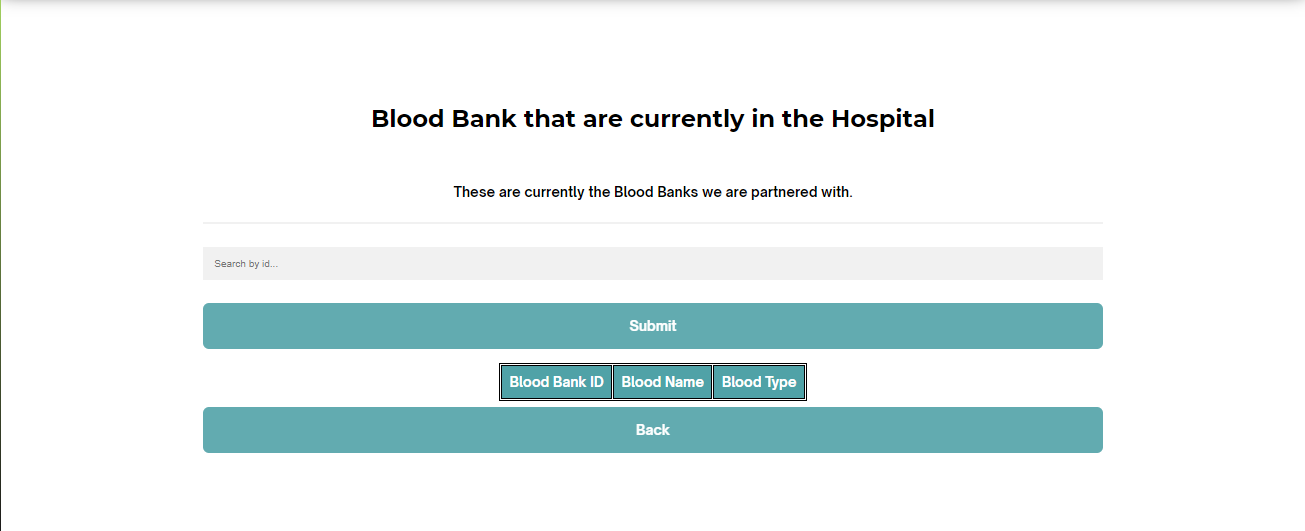 Blood Bank that are currently in the Hospital
These are currently the Blood Banks we are partnered with.
Search by id...
Submit
Blood Bank ID Blood Name Blood Type
Back